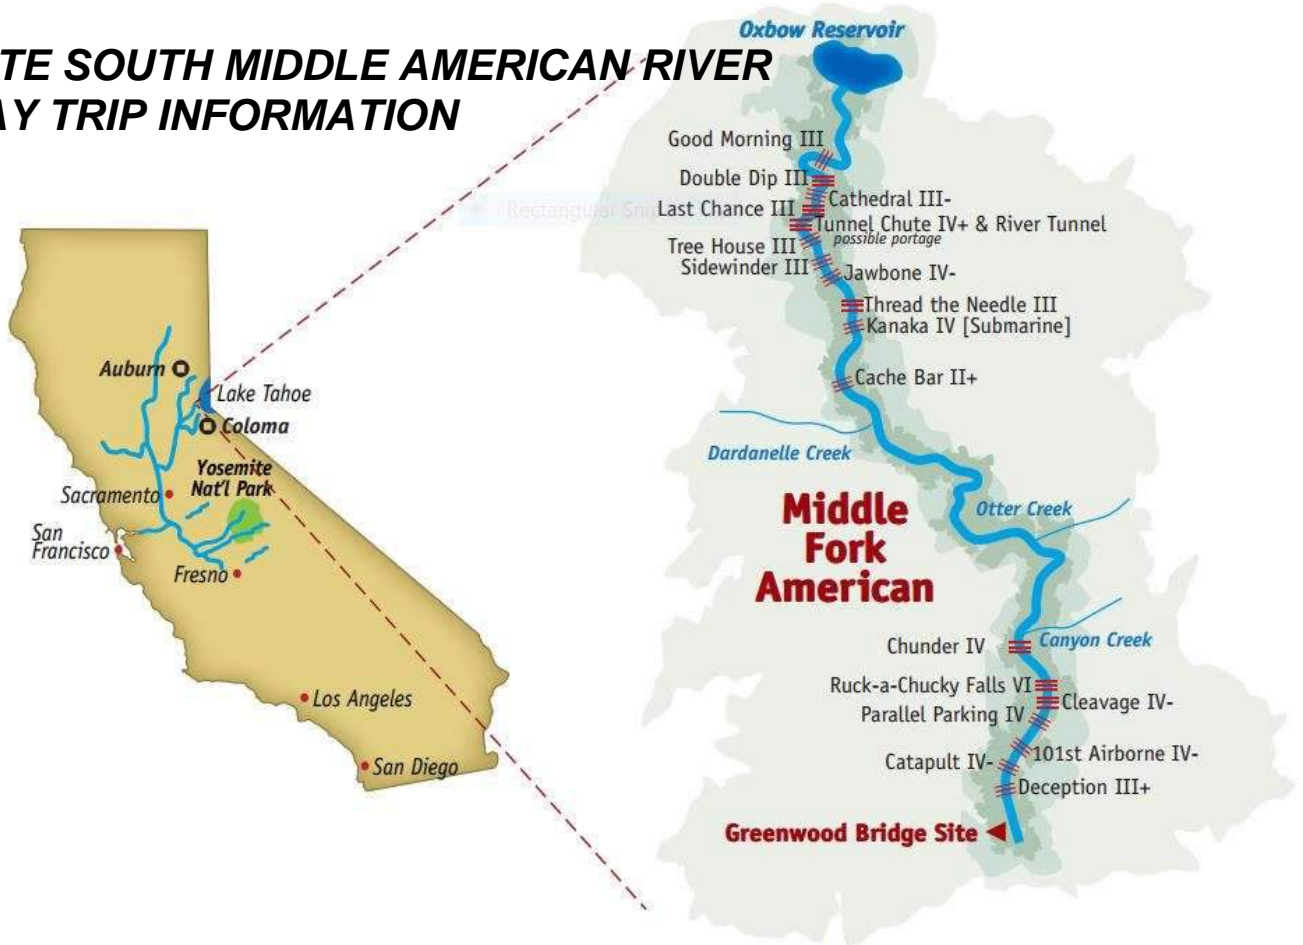 TE SOUTH MIDDLE AMERICAN RIVER
AY TRIP INFORMATION
Oxbow Reservoir
Good Morning III
Double Dip III
Cathedral III-
Rectangular Snip
Last Chance III
Tunnel Chute IV+ & River Tunnel
possible portage
Tree House III
Sidewinder III
Jawbone IV-
Thread the Needle III
Kanaka IV [Submarine]
Cache Bar II+
Dardanelle Creek
Otter Creek
Middle
Fork
American
Canyon Creek
Chunder IV
Ruck-a-Chucky Falls VI
Cleavage IV-
Parallel Parking IV
101st Airborne IV-
Catapult IV-
Deception III+
Greenwood Bridge Site
Auburn
Lake Tahoe
Coloma
Yosemite
Nat'l Park
Sacramento
San
Francisco
Fresno
Los Angeles
San Diego